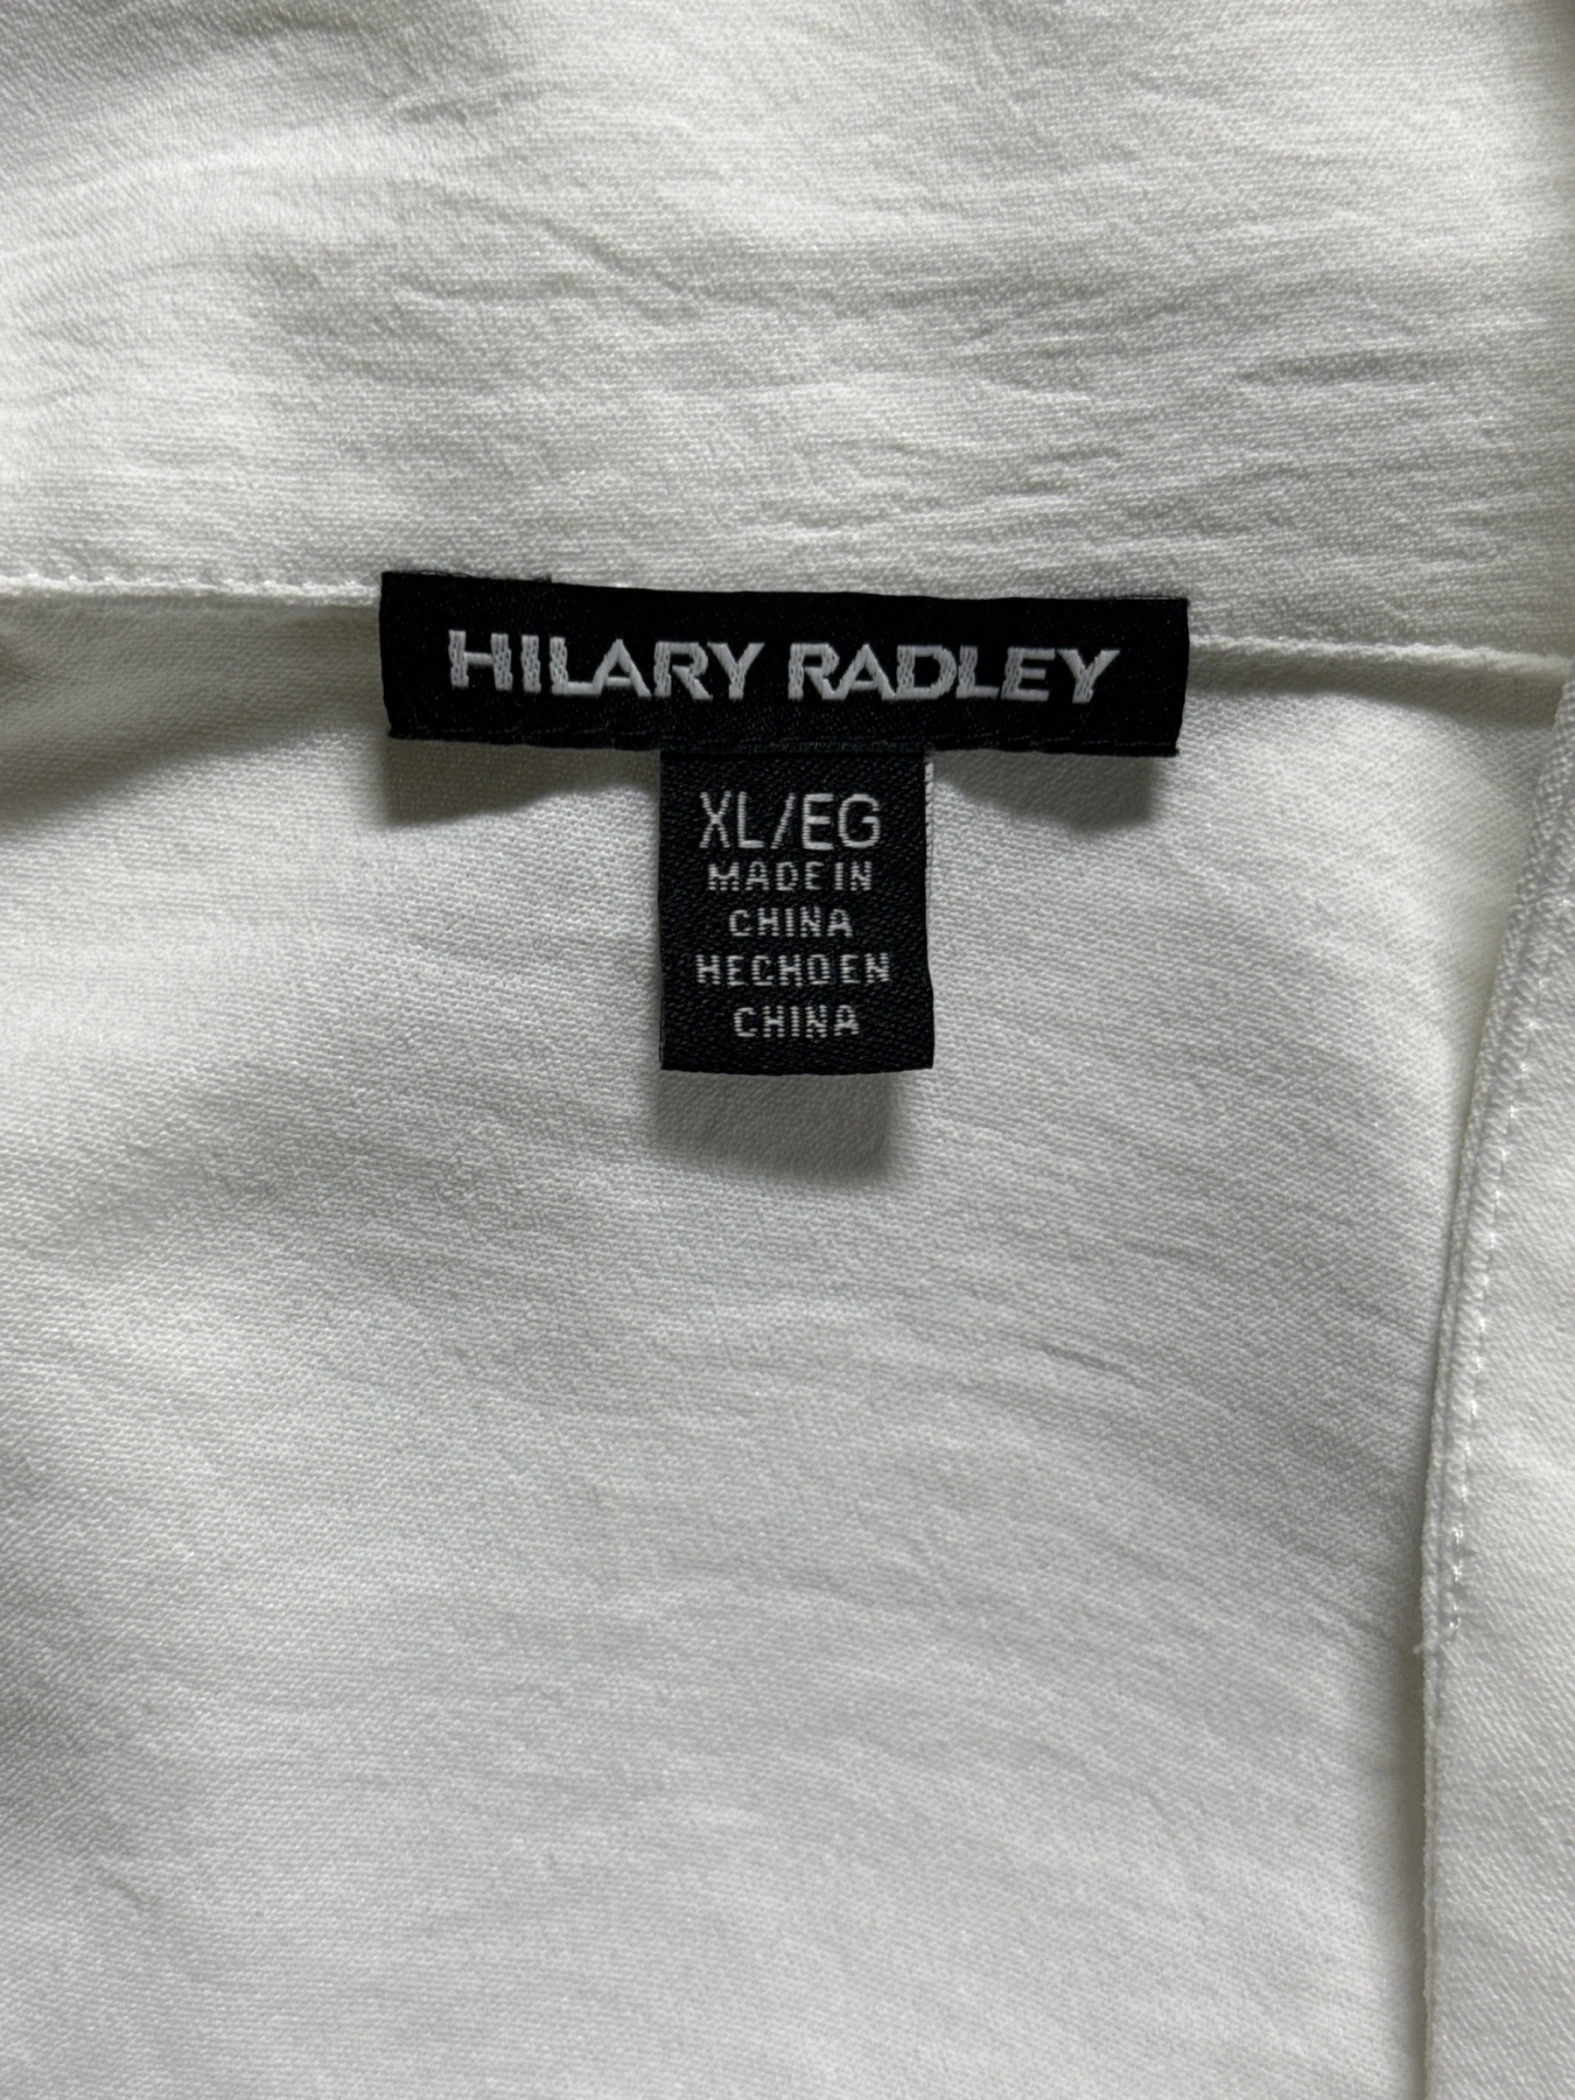 HILARY RADLEY
XL/EG
MADE IN
CHINA
HECHO EN
CHINA